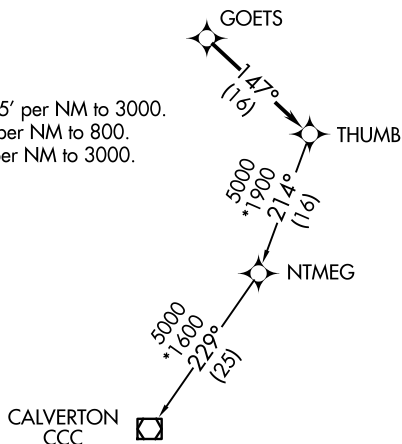 GOETS
147°
(16)
5' per NM to 3000.
per NM to 800.
per NM to 3000.
THUMB
5000
*1900
214°
(16)
NTMEG
5000
*1600
229°
(25)
CALVERTON
CCC